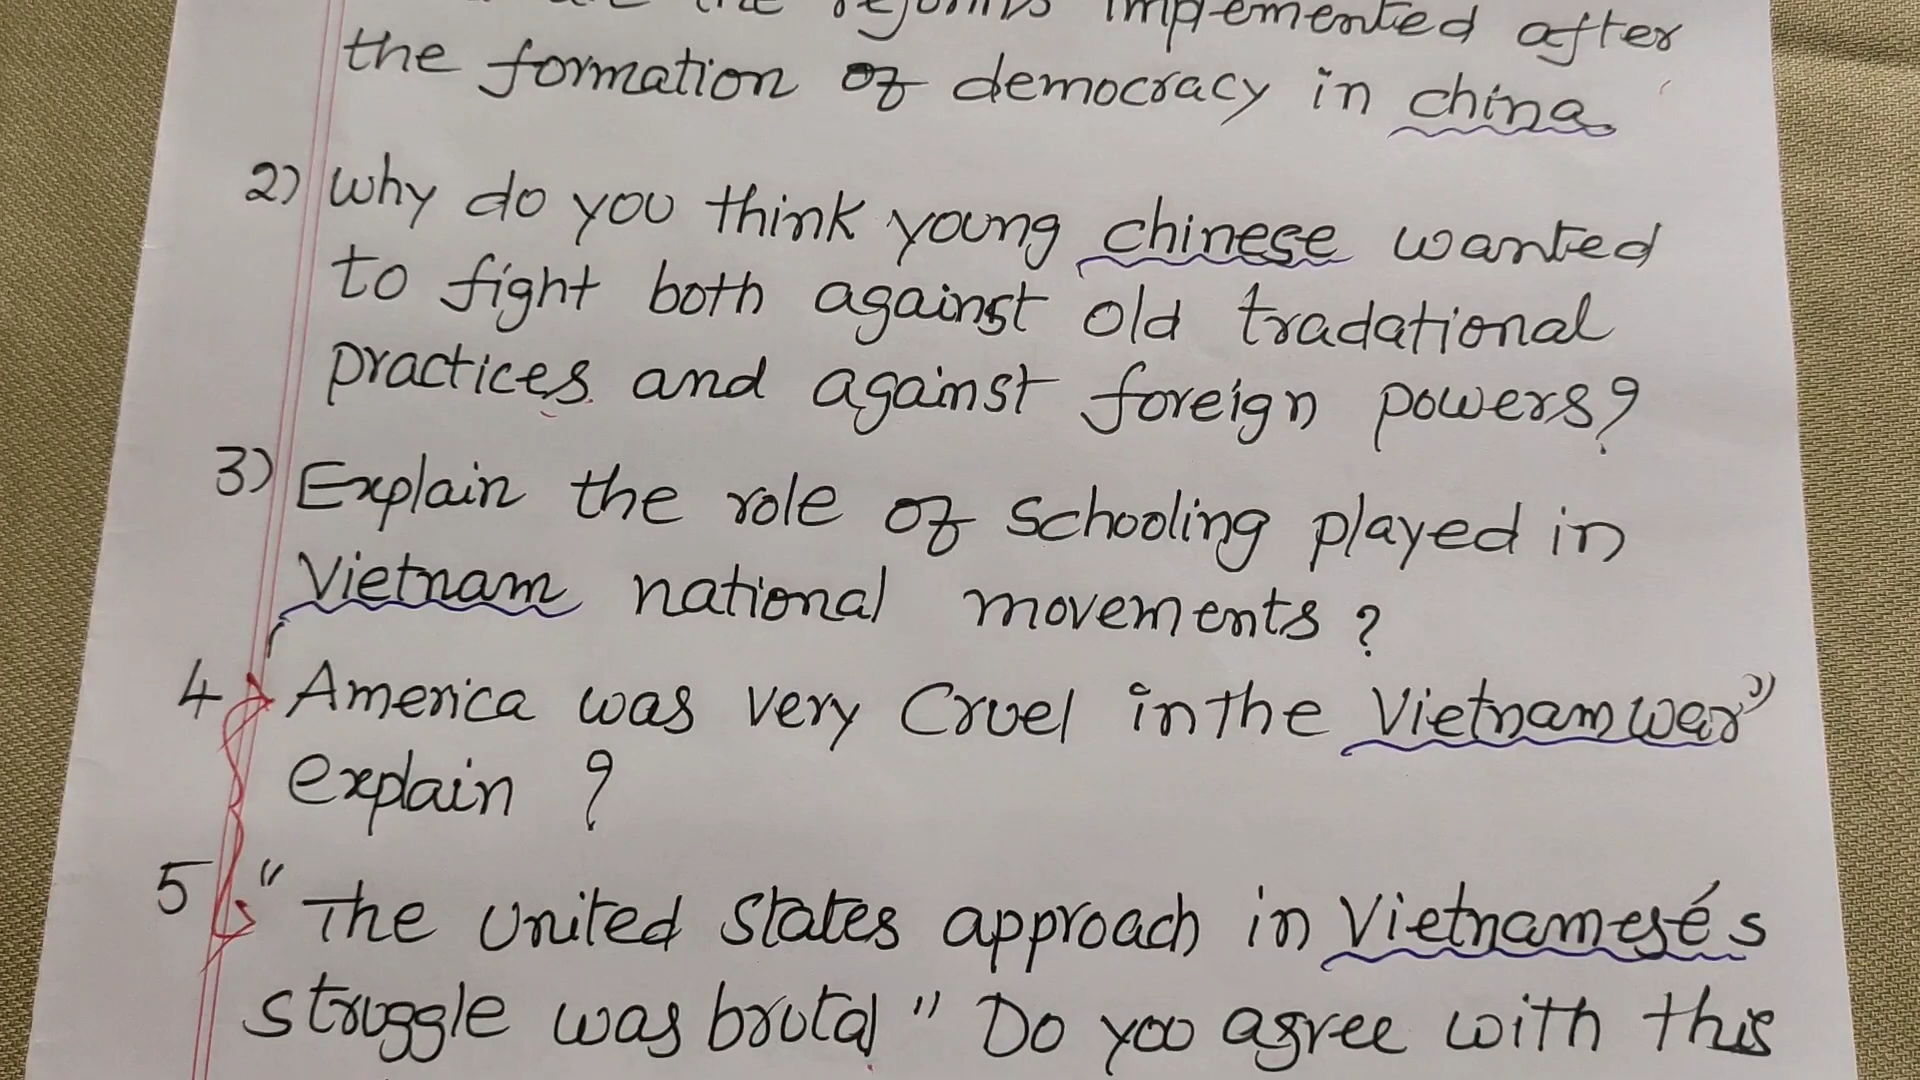 the reforms implemented after
the formation of democracy in china.
2) Why do you think young chinese wanted
to fight both against old tradational
practices and against foreign powers?
3) Explain the role of schooling played in
Vietnam national movements?
4 America was very Cruel in the Vietnam war"
explain?
5 "The United States approach in Vietnamese's
struggle was brutal" Do you agree with this